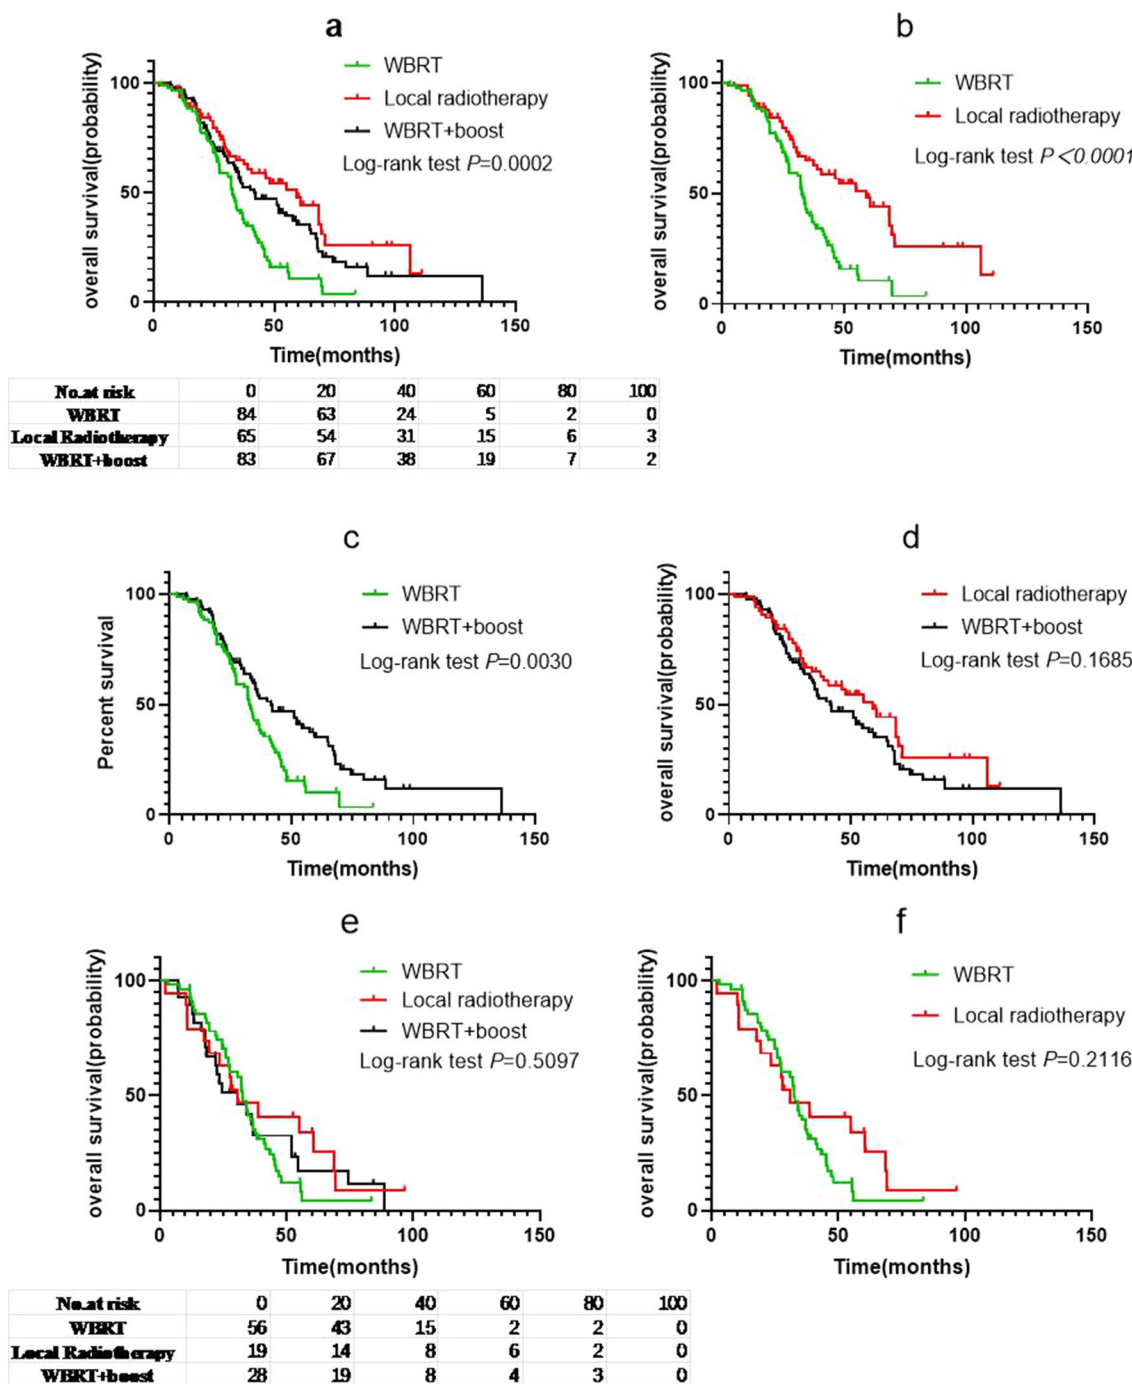 a
overall survival(probability)
100
50
0
0 50 100 150
Time(months)
WBRT
Local radiotherapy
WBRT+boost
Log-rank test P=0.0002
b
overall survival(probability)
100
50
0
0 50 100 150
Time(months)
WBRT
Local radiotherapy
Log-rank test P<0.0001
No.at risk 0 20 40 60 80 100
WBRT 84 63 24 5 2 0
Local Radiotherapy 65 54 31 15 6 3
WBRT+boost 83 67 38 19 7 2
c
Percent survival
100
50
0
0 50 100 150
Time(months)
WBRT
WBRT+boost
Log-rank test P=0.0030
d
overall survival(probability)
100
50
0
0 50 100 150
Time(months)
Local radiotherapy
WBRT+boost
Log-rank test P=0.1685
e
overall survival(probability)
100
50
0
0 50 100 150
Time(months)
WBRT
Local radiotherapy
WBRT+boost
Log-rank test P=0.5097
f
overall survival(probability)
100
50
0
0 50 100 150
Time(months)
WBRT
Local radiotherapy
Log-rank test P=0.2116
No.at risk 0 20 40 60 80 100
WBRT 56 43 15 2 2 0
Local Radiotherapy 19 14 8 6 2 0
WBRT+boost 28 19 8 4 3 0